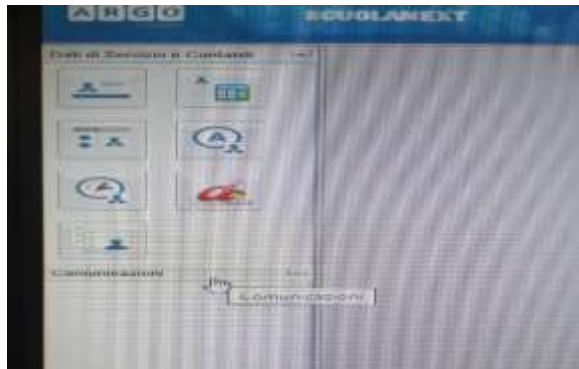 ARGO
SCUOLANEXT
Dati di Servizio e Contabili
Comunicazioni
Comunicazioni